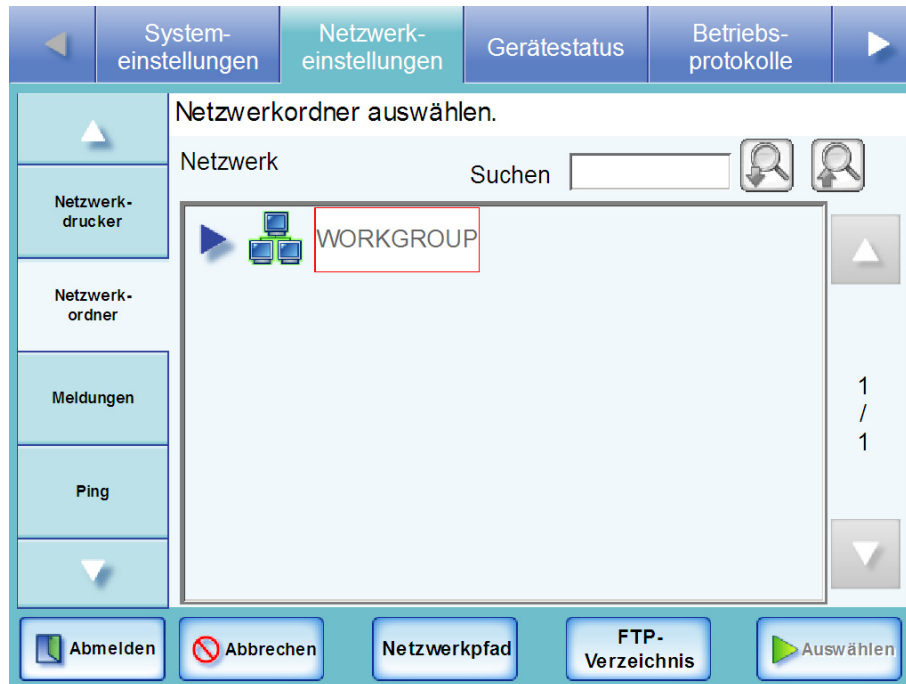 System-
einstellungen
Netzwerk-
einstellungen
Gerätestatus
Betriebs-
protokolle
Netzwerkordner auswählen.
Netzwerk-
drucker
Netzwerk-
ordner
Meldungen
Ping
Netzwerk
Suchen
WORKGROUP
1
/
1
Abmelden
Abbrechen
Netzwerkpfad
FTP-
Verzeichnis
Auswählen